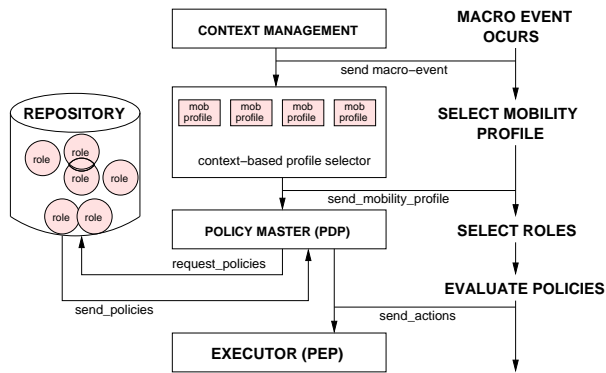 CONTEXT MANAGEMENT
MACRO EVENT
OCURS
send macro−event
REPOSITORY
role
role
role
role
role
role
mob
profile
mob
profile
mob
profile
mob
profile
context−based profile selector
SELECT MOBILITY
PROFILE
send_mobility_profile
POLICY MASTER (PDP)
SELECT ROLES
request_policies
EVALUATE POLICIES
send_policies
send_actions
EXECUTOR (PEP)